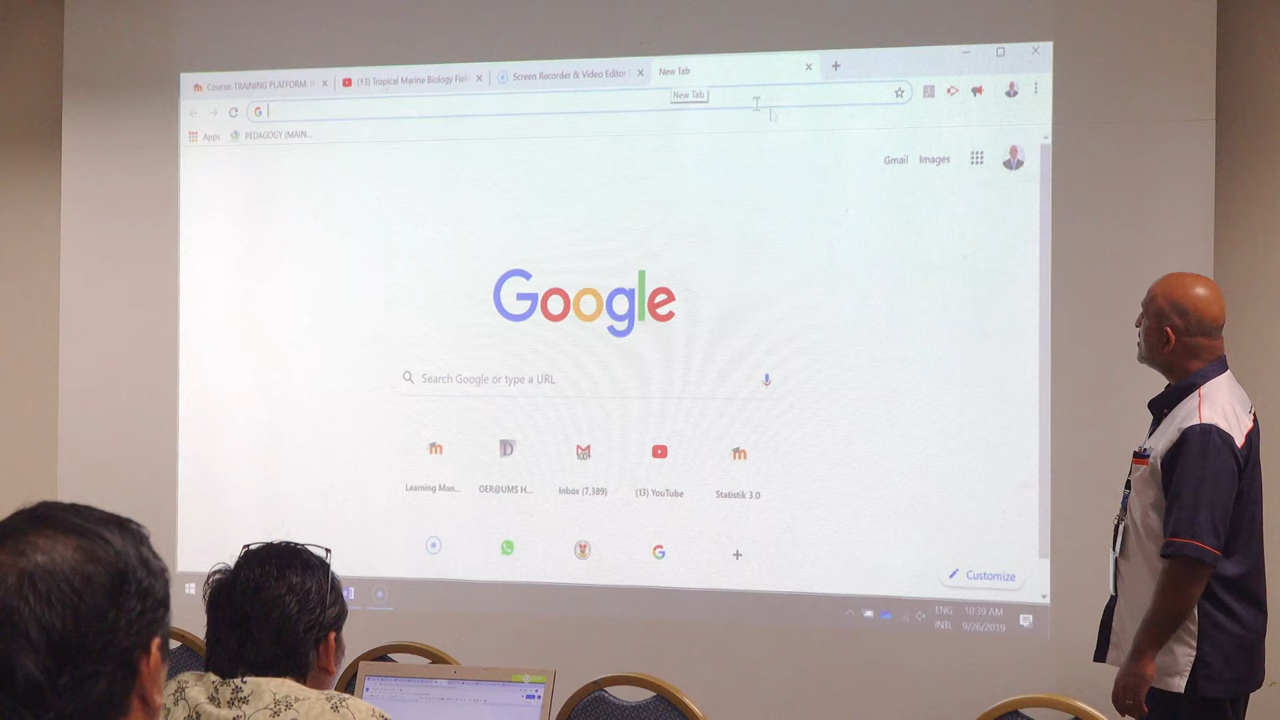 Course: TRAINING PLATFORM:
(13) Tropical Marine Biology Fiel
Screen Recorder & Video Editor
New Tab
New Tab
G
Apps
PEDAGOGY (MAIN...
Gmail
Images
Google
Search Google or type a URL
Learning Man...
OER@UMS H...
Inbox (7,389)
(13) YouTube
Statistik 3.0
Customize
ENG
INTL
10:39 AM
9/26/2019